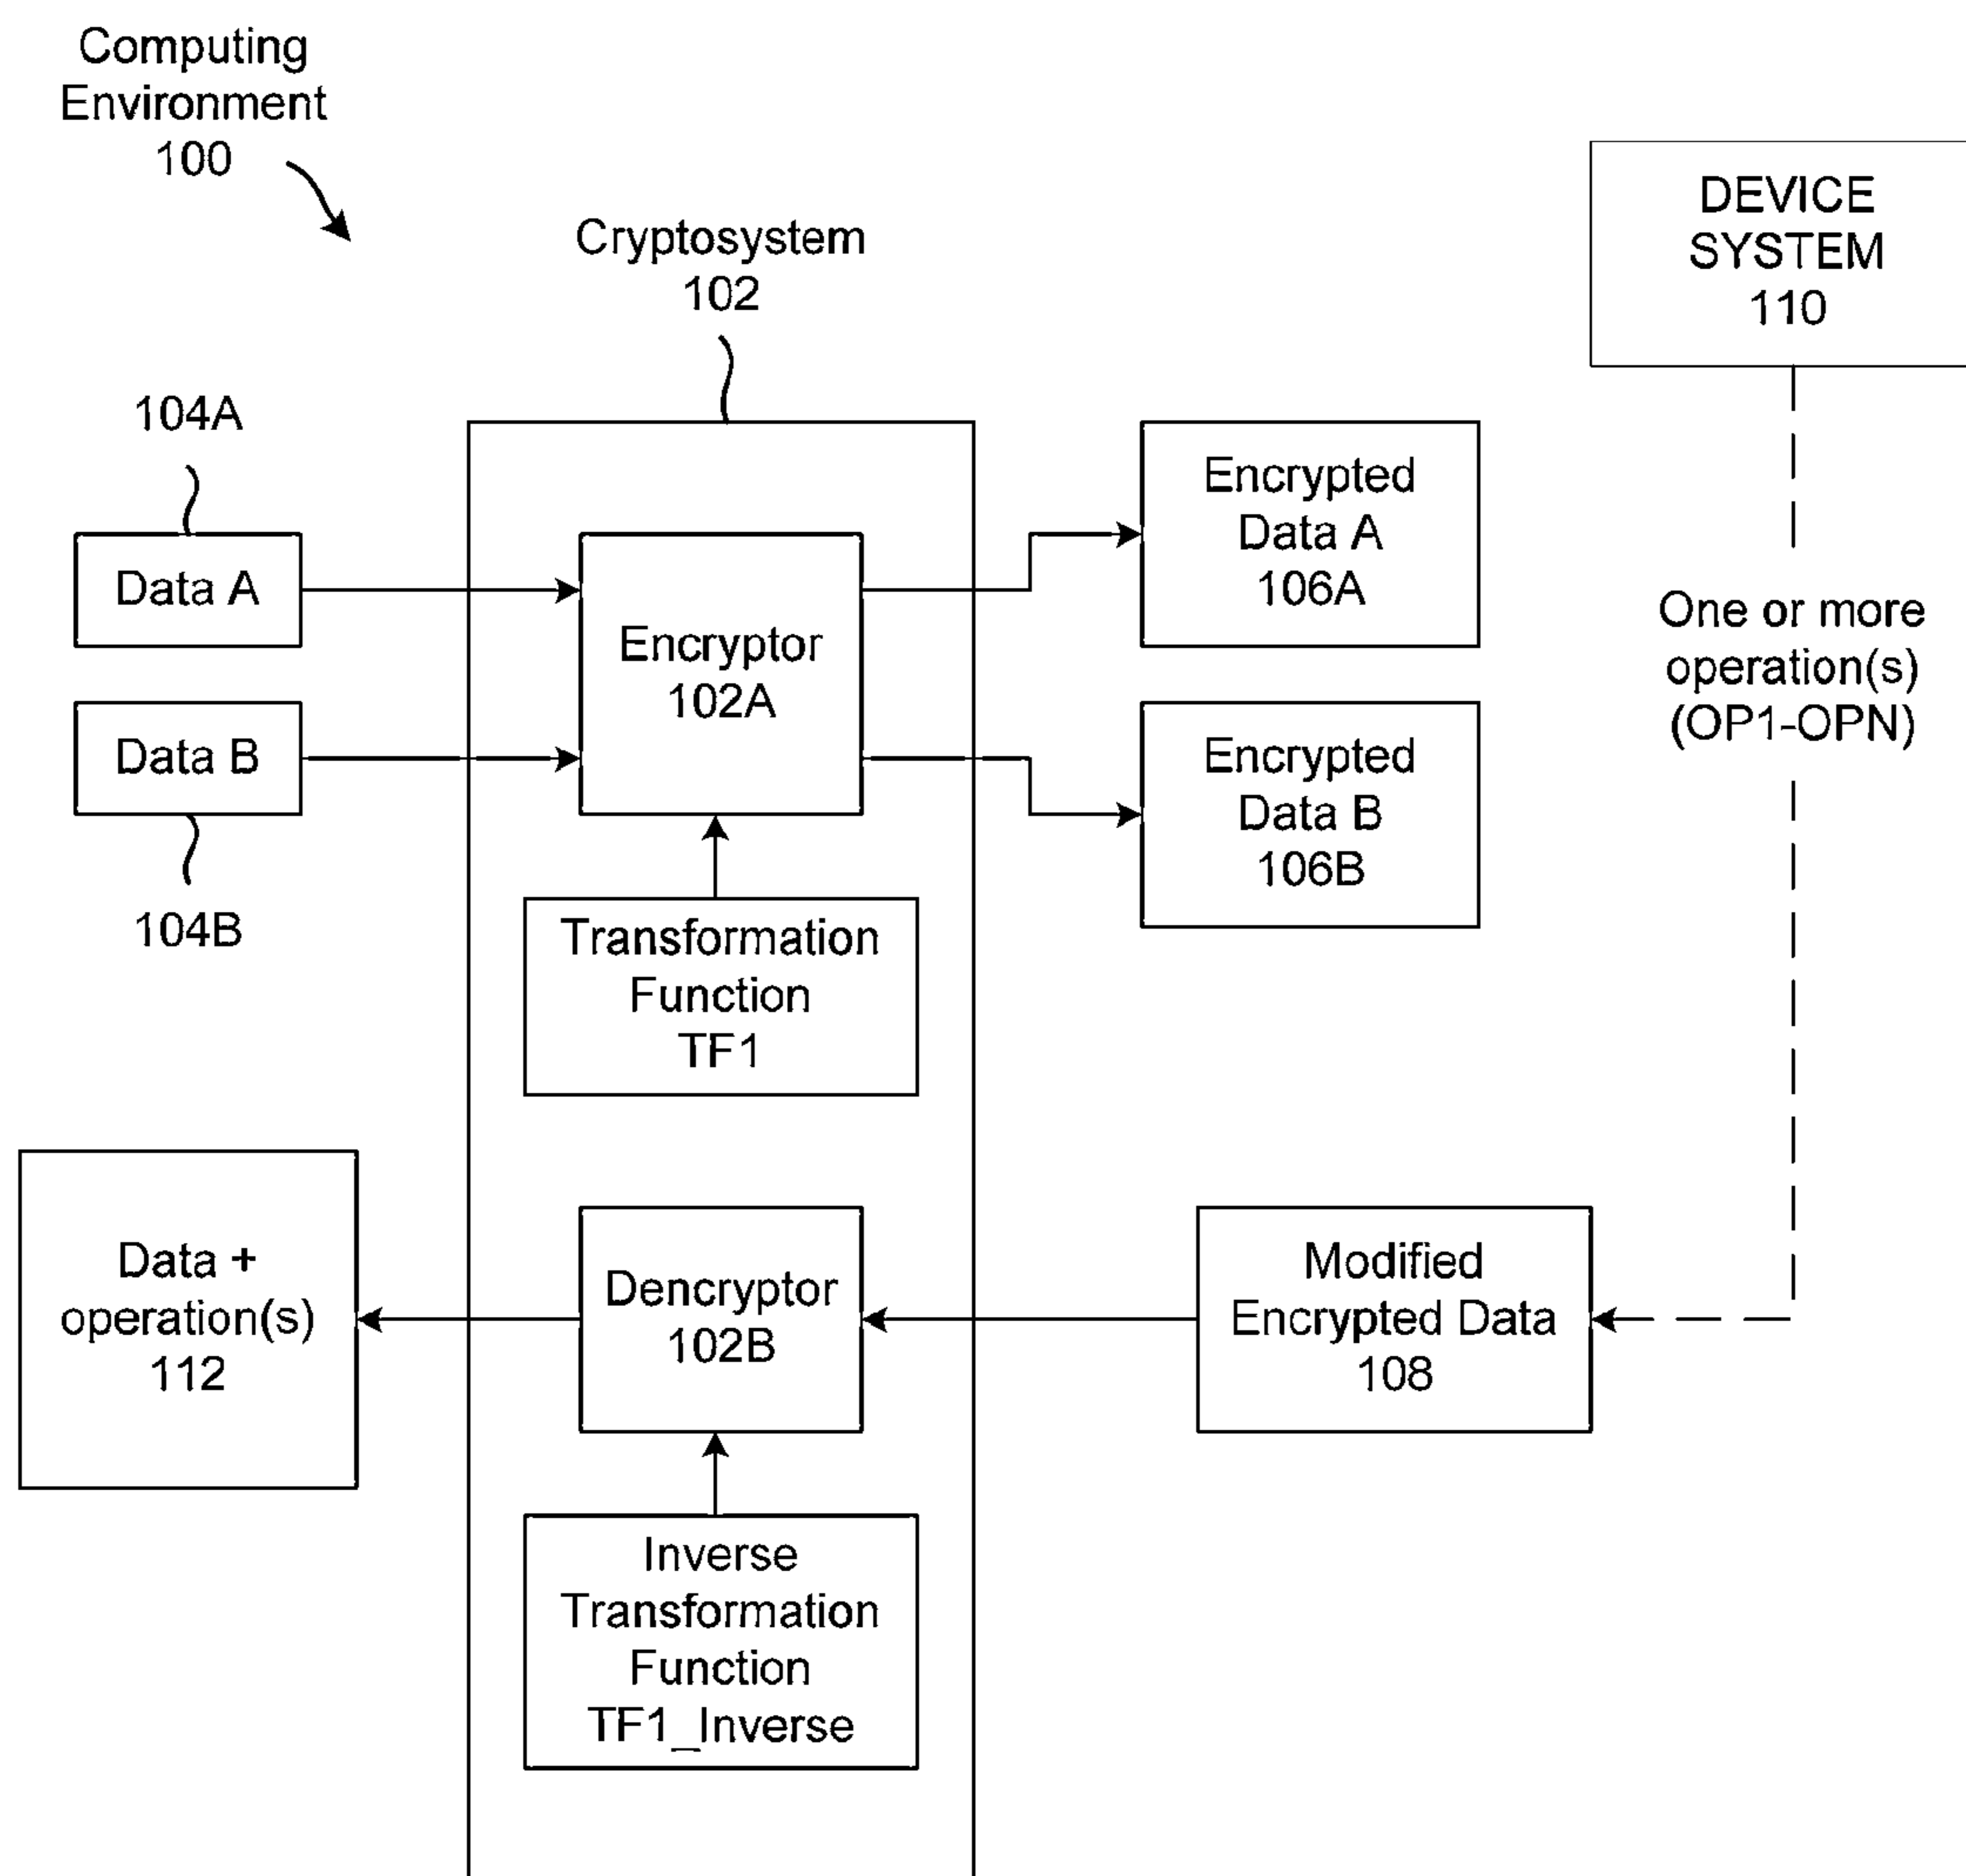 Computing
Environment
100
Cryptosystem
102
DEVICE
SYSTEM
110
104A
Data A
Data B
104B
Encryptor
102A
Encrypted
Data A
106A
Encrypted
Data B
106B
One or more
operation(s)
(OP1-OPN)
Transformation
Function
TF1
Data +
operation(s)
112
Dencryptor
102B
Modified
Encrypted Data
108
Inverse
Transformation
Function
TF1_Inverse